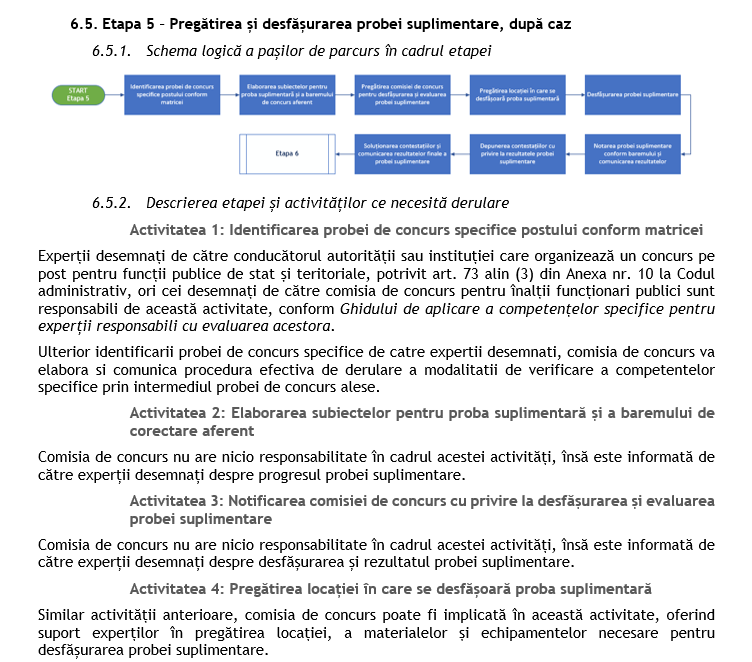 6.5. Etapa 5 – Pregătirea și desfășurarea probei suplimentare, după caz
6.5.1. Schema logică a pașilor de parcurs în cadrul etapei
START
Etapa 5
Identificarea probei de concurs
specifice postului conform
matricei
Elaborarea subiectelor pentru
proba suplimentară și a baremului
de concurs aferent
Pregătirea comisiei de concurs
pentru desfășurarea și evaluarea
probei suplimentare
Pregătirea locației în care se
desfășoară proba suplimentară
Desfășurarea probei suplimentare
Notarea probei suplimentare
conform baremului și
comunicarea rezultatelor
Depunerea contestațiilor cu
privire la rezultatele probei
suplimentare
Soluționarea contestațiilor și
comunicarea rezultatelor finale a
probei suplimentare
Etapa 6
6.5.2. Descrierea etapei și activităților ce necesită derulare
Activitatea 1: Identificarea probei de concurs specifice postului conform matricei
Experții desemnați de către conducătorul autorității sau instituției care organizează un concurs pe
post pentru funcții publice de stat și teritoriale, potrivit art. 73 alin (3) din Anexa nr. 10 la Codul
administrativ, ori cei desemnați de către comisia de concurs pentru înalții funcționari publici sunt
responsabili de această activitate, conform Ghidului de aplicare a competențelor specifice pentru
experții responsabili cu evaluarea acestora.
Ulterior identificarii probei de concurs specifice de catre expertii desemnati, comisia de concurs va
elabora si comunica procedura efectiva de derulare a modalitatii de verificare a competentelor
specifice prin intermediul probei de concurs alese.
Activitatea 2: Elaborarea subiectelor pentru proba suplimentară și a baremului de
corectare aferent
Comisia de concurs nu are nicio responsabilitate în cadrul acestei activități, însă este informată de
către experții desemnați despre progresul probei suplimentare.
Activitatea 3: Notificarea comisiei de concurs cu privire la desfășurarea și evaluarea
probei suplimentare
Comisia de concurs nu are nicio responsabilitate în cadrul acestei activități, însă este informată de
către experții desemnați despre desfășurarea și rezultatul probei suplimentare.
Activitatea 4: Pregătirea locației în care se desfășoară proba suplimentară
Similar activității anterioare, comisia de concurs poate fi implicată în această activitate, oferind
suport experților în pregătirea locației, a materialelor și echipamentelor necesare pentru
desfășurarea probei suplimentare.